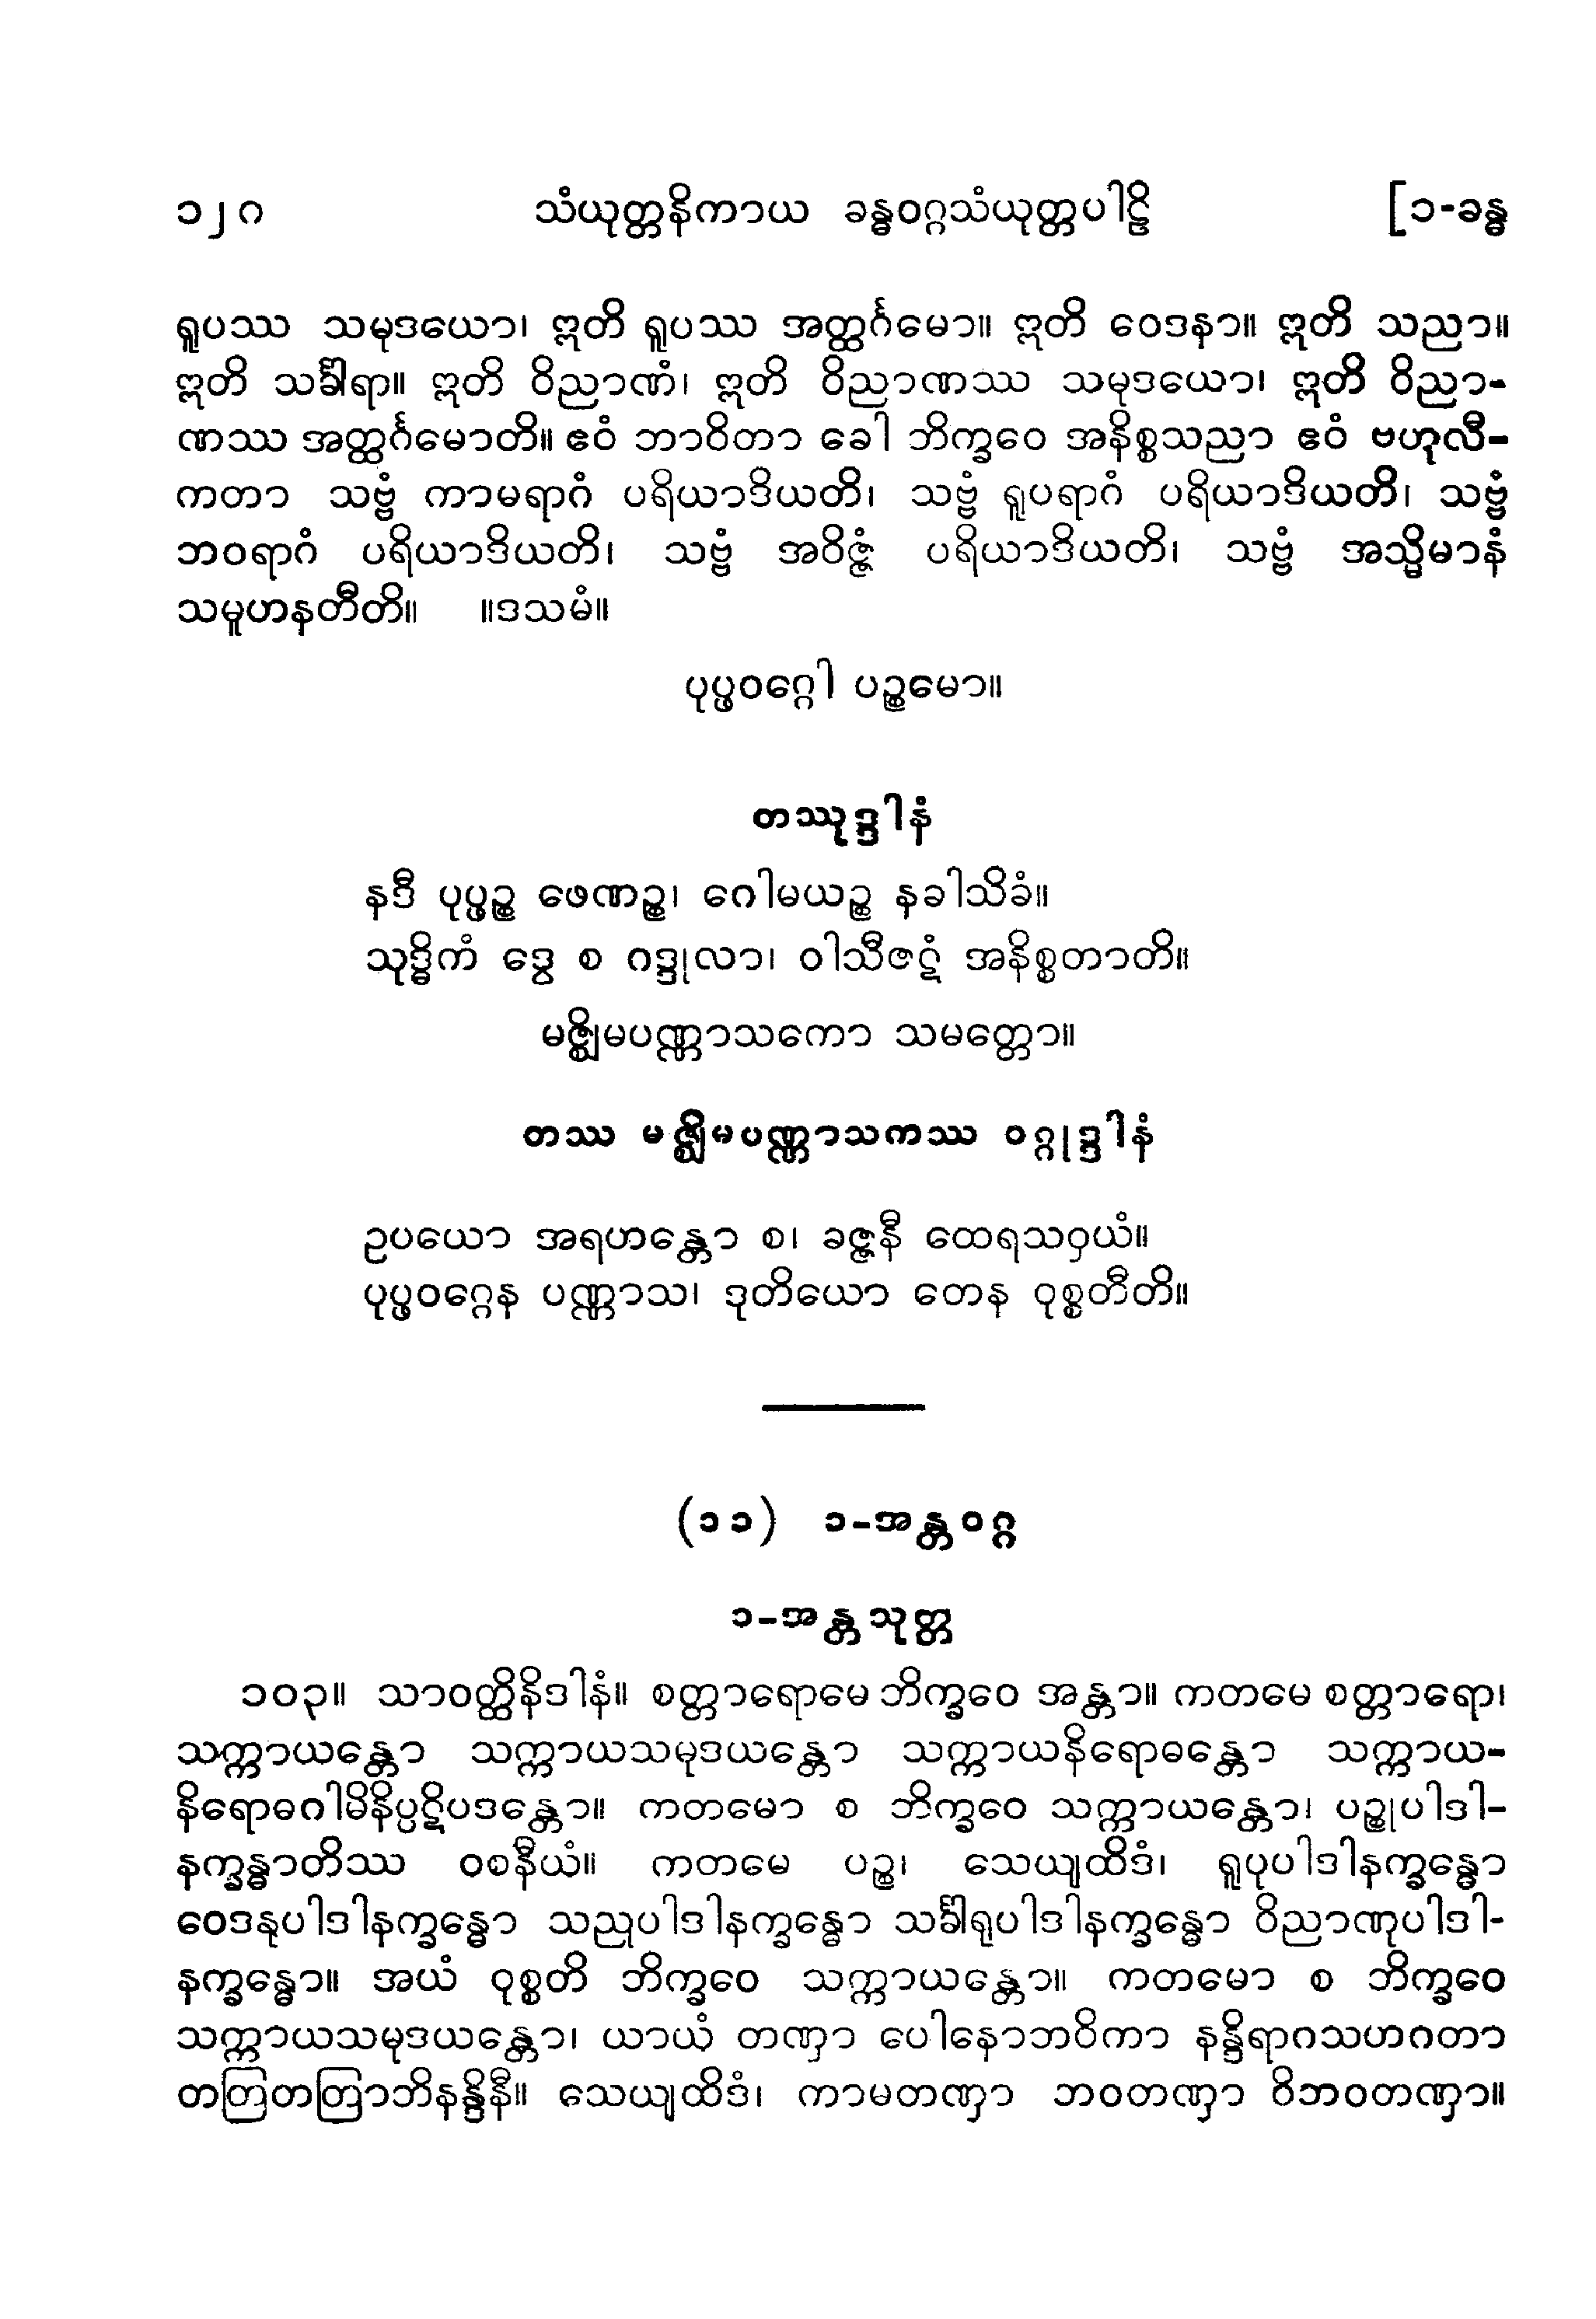 ၁၂၈ သံယုတ္တနိကာယ ခန္ဓဝဂ္ဂသံယုတ္တပါဠိ [၁-ခန္ဓ
ရူပဿ သမုဒယော၊ ဣတိ ရူပဿ အတ္ထင်္ဂမော။ ဣတိ ဝေဒနာ။ ဣတိ သညာ။
ဣတိ သင်္ခါရာ။ ဣတိ ဝိညာဏံ၊ ဣတိ ဝိညာဏဿ သမုဒယော၊ ဣတိ ဝိညာ-
ဏဿ အတ္ထင်္ဂမောတိ။ ဧဝံ ဘာဝိတာ ခေါ ဘိက္ခဝေ အနိစ္စသညာ ဧဝံ ဗဟုလီ-
ကတာ သဗ္ဗံ ကာမရာဂံ ပရိယာဒိယတိ၊ သဗ္ဗံ ရူပရာဂံ ပရိယာဒိယတိ၊ သဗ္ဗံ
ဘဝရာဂံ ပရိယာဒိယတိ၊ သဗ္ဗံ အဝိဇ္ဇံ ပရိယာဒိယတိ၊ သဗ္ဗံ အသ္မိမာနံ
သမူဟနတီတိ။ ။ဒသမံ။
ပုပ္ဖဝဂ္ဂေါ ပဉ္စမော။
တဿုဒ္ဒါနံ
နဒီ ပုပ္ဖဉ္စ ဖေဏဉ္စ၊ ဂေါမယဉ္စ နခါသိခံ။
သုဒ္ဓိကံ ဒွေ စ ဂဒ္ဒုလာ၊ ဝါသီဇဋံ အနိစ္စတာတိ။
မဇ္ဈိမပဏ္ဏာသကော သမတ္တော။
တဿ မဇ္ဈိမပဏ္ဏာသကဿ ဝဂ္ဂုဒ္ဒါနံ
ဥပယော အရဟန္တော စ၊ ခဇ္ဇနီ ထေရသဝှယံ။
ပုပ္ဖဝဂ္ဂေန ပဏ္ဏာသ၊ ဒုတိယော တေန ဝုစ္စတီတိ။
(၁၁) ၁-အန္တဝဂ္ဂ
၁-အန္တသုတ္တ
၁၀၃။ သာဝတ္ထိနိဒါနံ။ စတ္တာရောမေ ဘိက္ခဝေ အန္တာ။ ကတမေ စတ္တာရော၊
သက္ကာယန္တော သက္ကာယသမုဒယန္တော သက္ကာယနိရောဓန္တော သက္ကာယ-
နိရောဓဂါမိနိပ္ပဋိပဒန္တော။ ကတမော စ ဘိက္ခဝေ သက္ကာယန္တော၊ ပဉ္စုပါဒါ-
နက္ခန္ဓာတိဿ ဝစနီယံ။ ကတမေ ပဉ္စ၊ သေယျထိဒံ၊ ရူပုပါဒါနက္ခန္ဓော
ဝေဒနုပါဒါနက္ခန္ဓော သညုပါဒါနက္ခန္ဓော သင်္ခါရုပါဒါနက္ခန္ဓော ဝိညာဏုပါဒါ-
နက္ခန္ဓော။ အယံ ဝုစ္စတိ ဘိက္ခဝေ သက္ကာယန္တော။ ကတမော စ ဘိက္ခဝေ
သက္ကာယသမုဒယန္တော၊ ယာယံ တဏှာ ပေါနောဘဝိကာ နန္ဒိရာဂသဟဂတာ
တတြတတြာဘိနန္ဒိနီ။ သေယျထိဒံ၊ ကာမတဏှာ ဘဝတဏှာ ဝိဘဝတဏှာ။